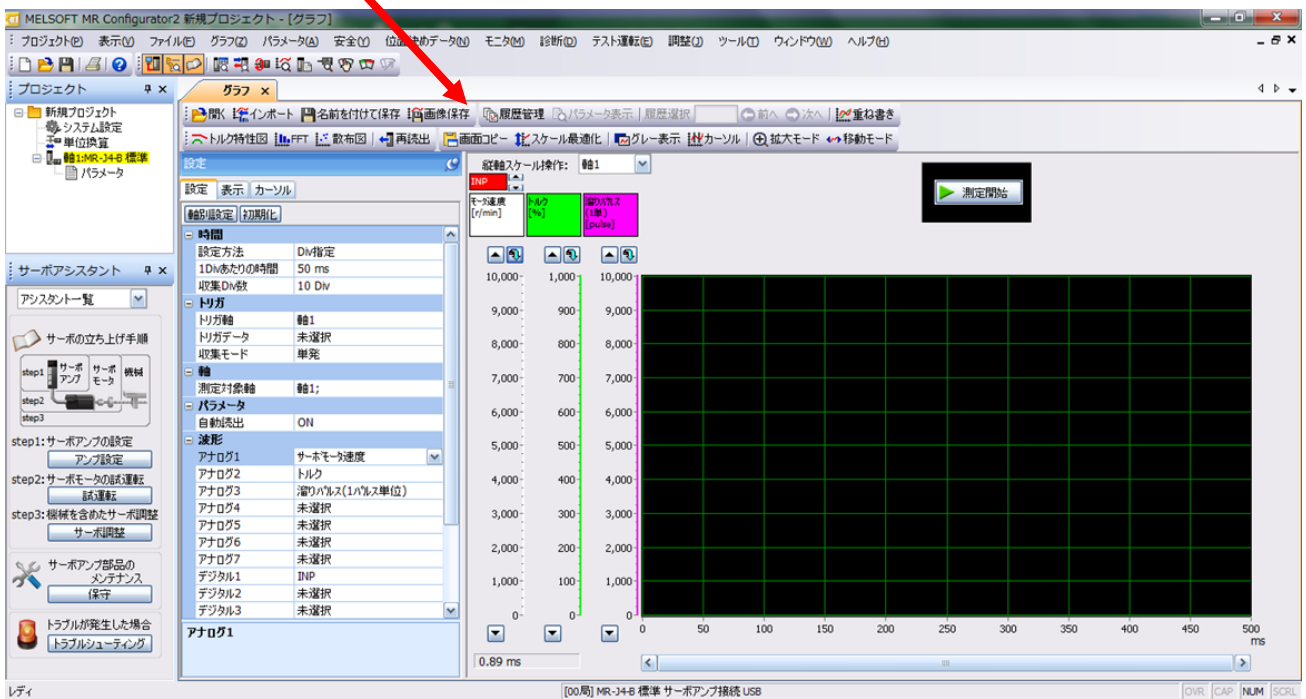 MELSOFT MR Configurator2 新規プロジェクト - [グラフ]
プロジェクト(P) 表示(V) ファイル(E) グラフ(Z) パラメータ(A) 安全(Y) 位置決めデータ(N) モニタ(M) 診断(D) テスト運転(E) 調整(J) ツール(T) ウィンドウ(W) ヘルプ(H)
プロジェクト
新規プロジェクト
システム設定
単位換算
軸1:MR-J4-B 標準
パラメータ
サーボアシスタント
アシスタント一覧
サーボの立ち上げ手順
step1 サーボアンプ サーボモータ 機械
step2
step3
step1:サーボアンプの設定
アンプ設定
step2:サーボモータの試運転
試運転
step3:機械を含めたサーボ調整
サーボ調整
サーボアンプ部品の
メンテナンス
保守
トラブルが発生した場合
トラブルシューティング
グラフ
開く インポート 名前を付けて保存 画像保存 履歴管理 パラメータ表示 履歴選択 前へ 次へ 重ね書き
トルク特性図 FFT 散布図 再読出 画面コピー スケール最適化 グレー表示 カーソル 拡大モード 移動モード
設定
設定 表示 カーソル
軸別設定 初期化
時間
設定方法 Div指定
1Divあたりの時間 50 ms
収集Div数 10 Div
トリガ
トリガ軸 軸1
トリガデータ 未選択
収集モード 単発
軸
測定対象軸 軸1;
パラメータ
自動読出 ON
波形
アナログ1 サーボモータ速度
アナログ2 トルク
アナログ3 溜りパルス(1パルス単位)
アナログ4 未選択
アナログ5 未選択
アナログ6 未選択
アナログ7 未選択
デジタル1 INP
デジタル2 未選択
デジタル3 未選択
アナログ1
縦軸スケール操作: 軸1
INP
モータ速度 トルク 溜りパルス
[r/min] [%] (1単)
[pulse]
測定開始
10,000 1,000 10,000
9,000 900 9,000
8,000 800 8,000
7,000 700 7,000
6,000 600 6,000
5,000 500 5,000
4,000 400 4,000
3,000 300 3,000
2,000 200 2,000
1,000 100 1,000
0 0 0
0 50 100 150 200 250 300 350 400 450 500
ms
0.89 ms
レディ [00局] MR-J4-B 標準 サーボアンプ接続 USB OVR CAP NUM SCRL